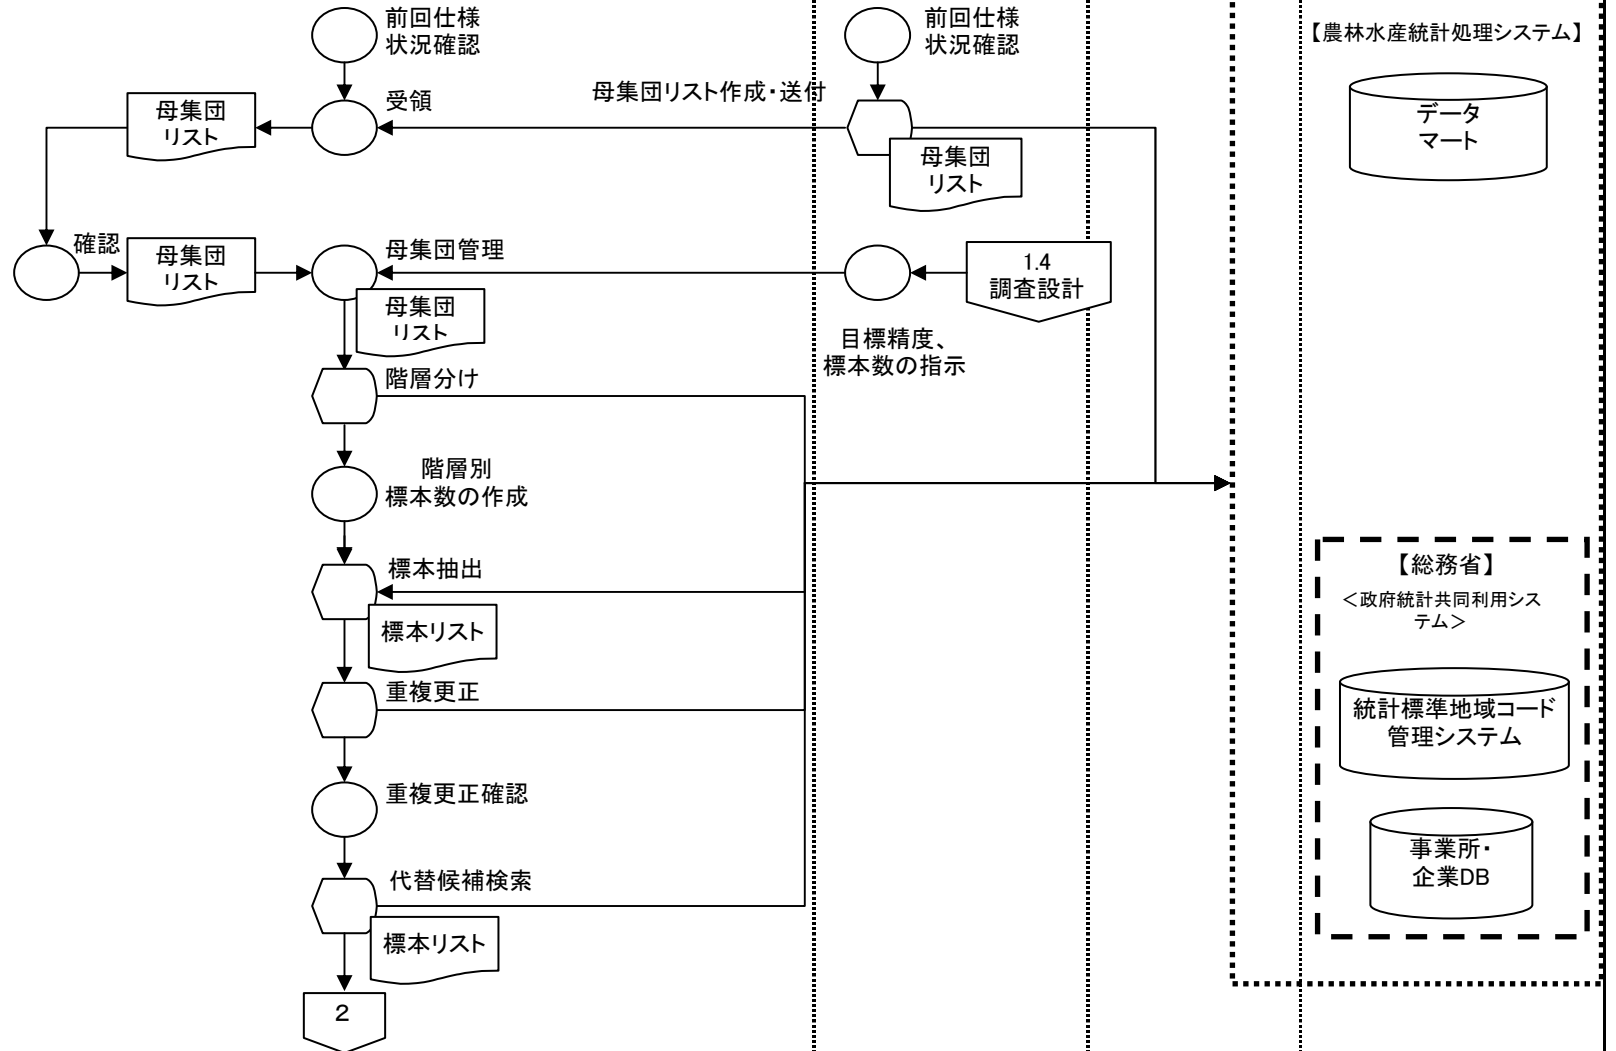 前回仕様
状況確認
前回仕様
状況確認
【農林水産統計処理システム】
母集団
リスト
受領
母集団リスト作成・送付
母集団
リスト
データ
マート
確認
母集団
リスト
母集団管理
母集団
リスト
1.4
調査設計
目標精度、
標本数の指示
階層分け
階層別
標本数の作成
標本抽出
標本リスト
【総務省】
＜政府統計共同利用シス
テム＞
重複更正
統計標準地域コード
管理システム
重複更正確認
事業所・
企業DB
代替候補検索
標本リスト
2